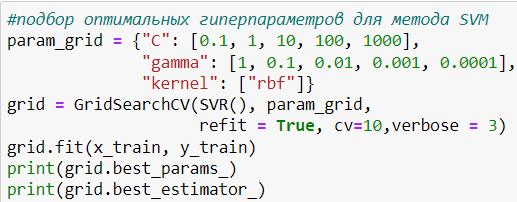 #подбор оптимальных гиперпараметров для метода SVM
param_grid = {"C": [0.1, 1, 10, 100, 1000],
"gamma": [1, 0.1, 0.01, 0.001, 0.0001],
"kernel": ["rbf"]}
grid = GridSearchCV(SVR(), param_grid,
refit = True, cv=10,verbose = 3)
grid.fit(x_train, y_train)
print(grid.best_params_)
print(grid.best_estimator_)